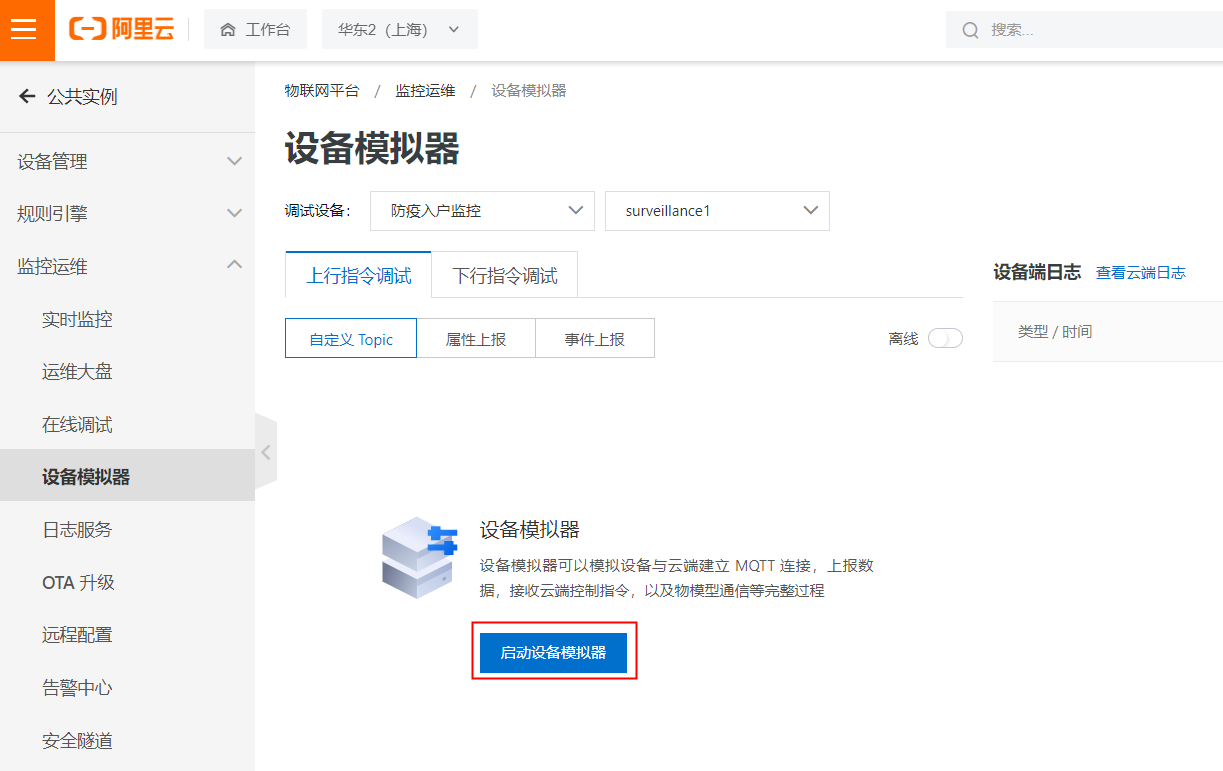 阿里云
工作台
华东2（上海）
搜索...
公共实例
设备管理
规则引擎
监控运维
实时监控
运维大盘
在线调试
设备模拟器
日志服务
OTA 升级
远程配置
告警中心
安全隧道
物联网平台 / 监控运维 / 设备模拟器
设备模拟器
调试设备：
防疫入户监控
surveillance1
上行指令调试
下行指令调试
自定义 Topic
属性上报
事件上报
离线
设备端日志
查看云端日志
类型 / 时间
设备模拟器
设备模拟器可以模拟设备与云端建立 MQTT 连接，上报数
据，接收云端控制指令，以及物模型通信等完整过程
启动设备模拟器